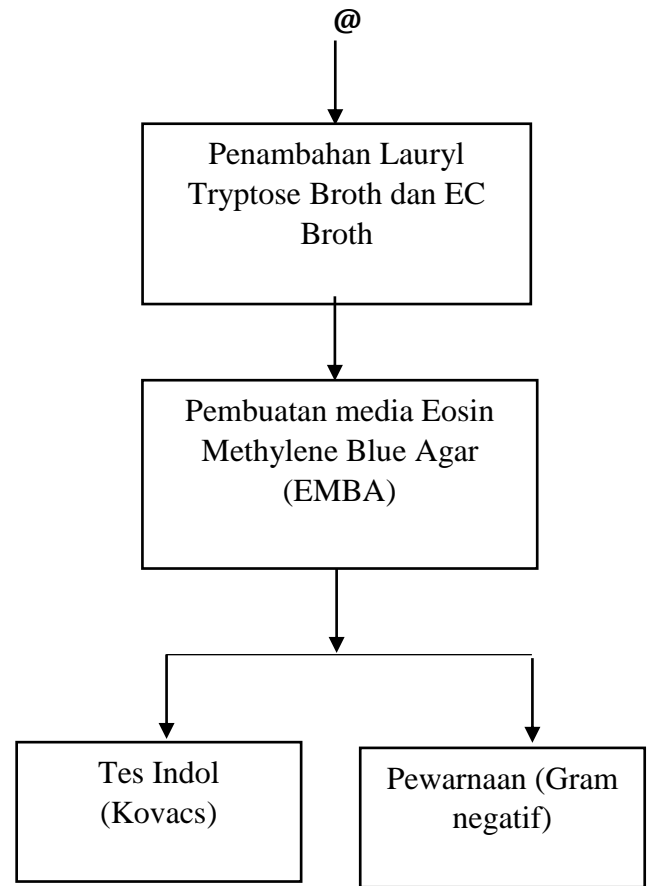 @
Penambahan Lauryl
Tryptose Broth dan EC
Broth
Pembuatan media Eosin
Methylene Blue Agar
(EMBA)
Tes Indol
(Kovacs)
Pewarnaan (Gram
negatif)